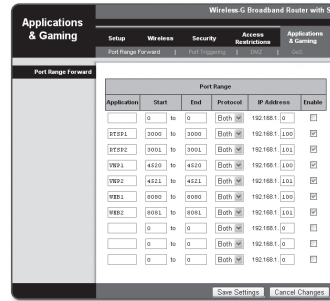 Wireless-G Broadband Router with S
Applications
& Gaming
Setup Wireless Security Access Restrictions Applications & Gaming
Port Range Forward | Port Triggering | DMZ | QoS
Port Range Forward
Port Range
Application Start End Protocol IP Address Enable
0 to 0 Both 192.168.1. 0
RTSP1 3000 to 3000 Both 192.168.1. 100
RTSP2 3001 to 3001 Both 192.168.1. 101
VNP1 4520 to 4520 Both 192.168.1. 100
VNP2 4521 to 4521 Both 192.168.1. 101
WEB1 8080 to 8080 Both 192.168.1. 100
WEB2 8081 to 8081 Both 192.168.1. 101
0 to 0 Both 192.168.1. 0
0 to 0 Both 192.168.1. 0
0 to 0 Both 192.168.1. 0
Save Settings Cancel Changes